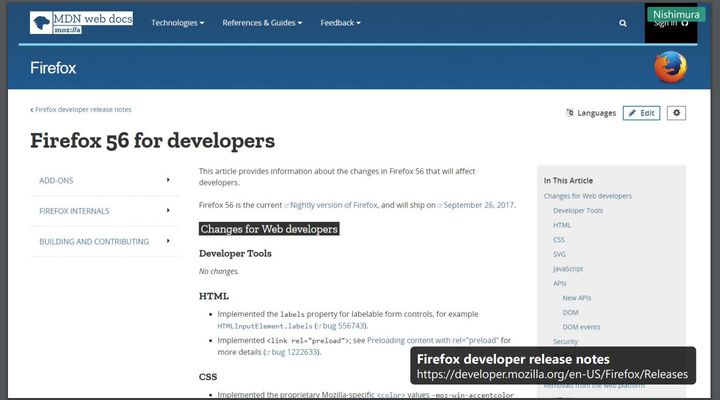 MDN web docs
moz://a
Technologies
References & Guides
Feedback
Nishimura
Sign in
Firefox
Firefox developer release notes
Languages
Edit
Firefox 56 for developers
ADD-ONS
FIREFOX INTERNALS
BUILDING AND CONTRIBUTING
This article provides information about the changes in Firefox 56 that will affect
developers.
Firefox 56 is the current Nightly version of Firefox, and will ship on September 26, 2017.
Changes for Web developers
Developer Tools
No changes.
HTML
Implemented the labels property for labelable form controls, for example
HTMLInputElement.labels (bug 556743).
Implemented <link rel="preload">; see Preloading content with rel="preload" for
more details (bug 1222633).
CSS
Implemented the proprietary Mozilla-specific <color> values -moz-win-accentcolor
In This Article
Changes for Web developers
Developer Tools
HTML
CSS
SVG
JavaScript
APIs
New APIs
DOM
DOM events
Security
Removals from the web platform
Firefox developer release notes
https://developer.mozilla.org/en-US/Firefox/Releases